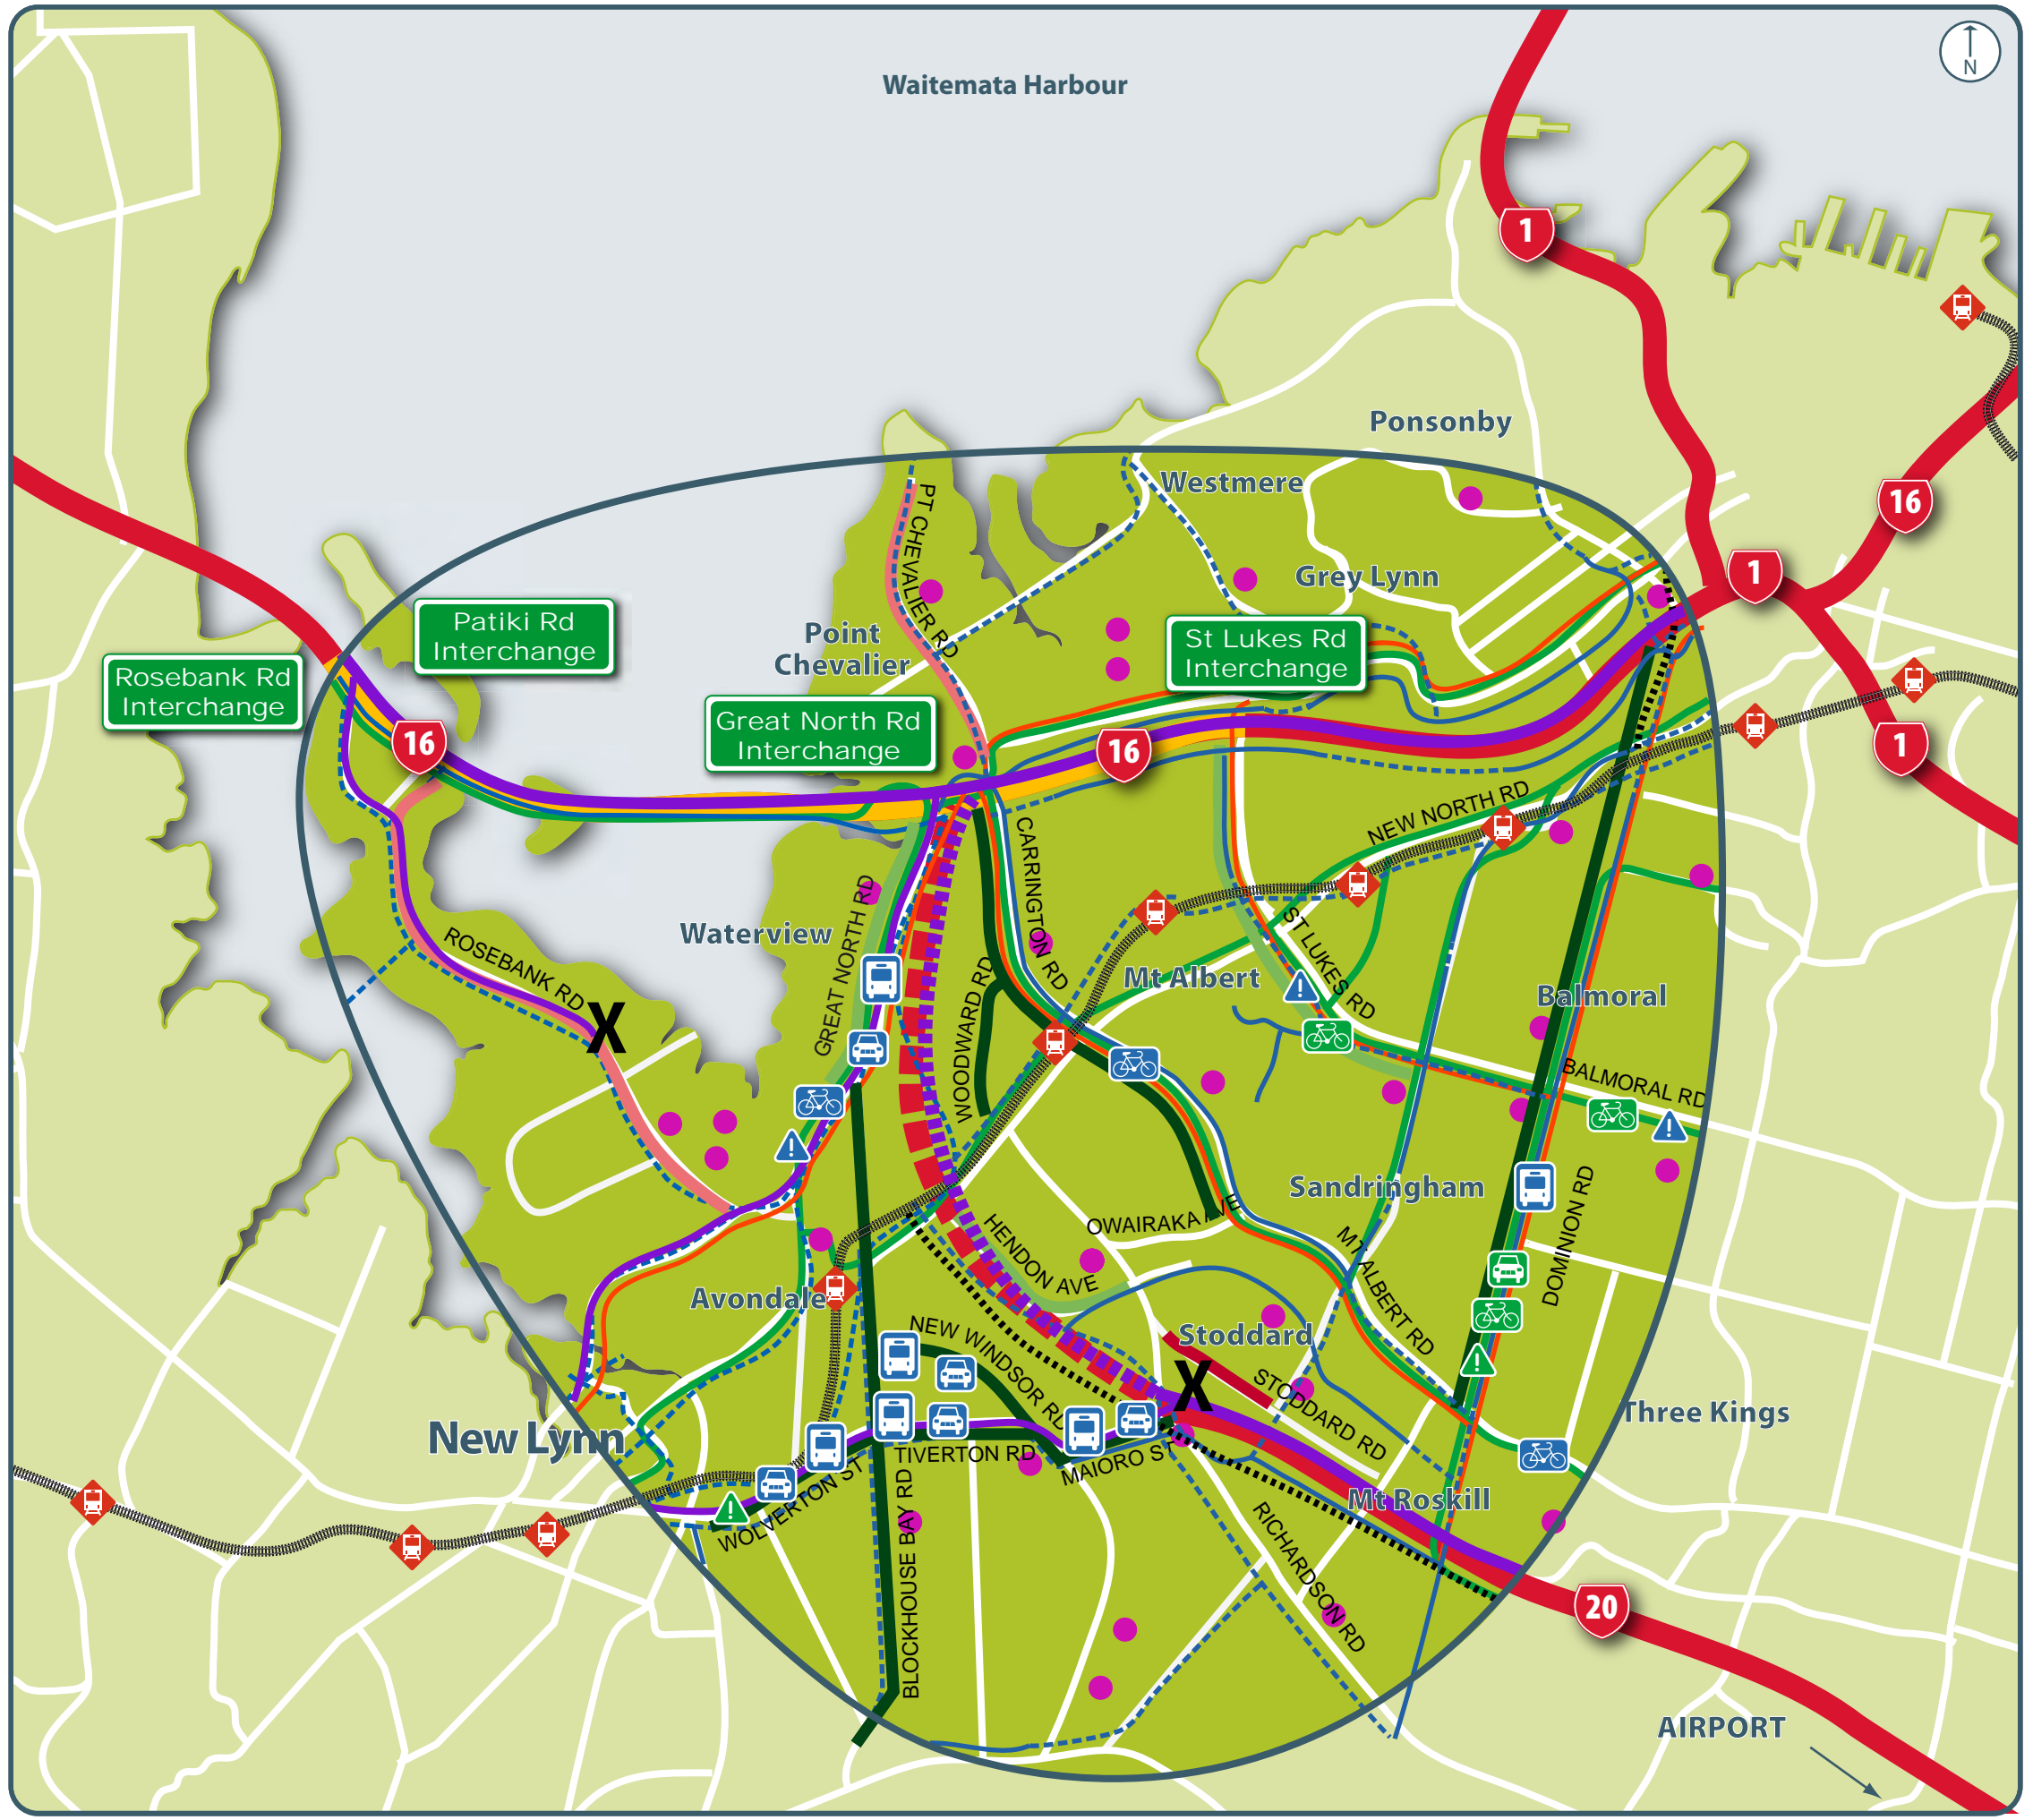 N
Waitemata Harbour
1
Ponsonby
Westmere
16
PT CHEVALIER RD
Grey Lynn
1
Point
Chevalier
Patiki Rd
Interchange
St Lukes Rd
Interchange
Rosebank Rd
Interchange
Great North Rd
Interchange
16
16
1
NEW NORTH RD
CARRINGTON RD
GREAT NORTH RD
Waterview
ROSEBANK RD
ST LUKES RD
Mt Albert
WOODWARD RD
Balmoral
X
BALMORAL RD
Sandringham
DOMINION RD
OWAIRAKA AVE
HENDON AVE
MT ALBERT RD
Avondale
NEW WINDSOR RD
Stoddard
X
STODDARD RD
Three Kings
New Lynn
TIVERTON RD
MAIORO ST
WOLVERTON ST
Mt Roskill
BLOCKHOUSE BAY RD
RICHARDSON RD
20
AIRPORT